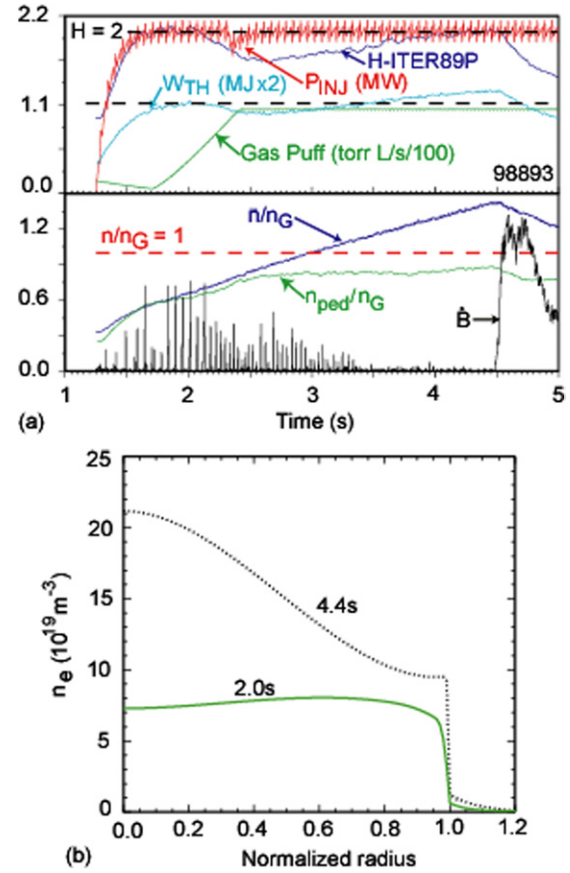 2.2
H = 2
H-ITER89P
P_INJ (MW)
W_TH (MJ x2)
1.1
Gas Puff (torr L/s/100)
98893
0.0
1.2
n/n_G
n/n_G = 1
0.6
n_ped/n_G
Ḃ
0.0
1 2 3 4 5
(a) Time (s)
25
20
15
10
5
0
n_e (10^19 m^-3)
4.4s
2.0s
0.0 0.2 0.4 0.6 0.8 1.0 1.2
(b) Normalized radius